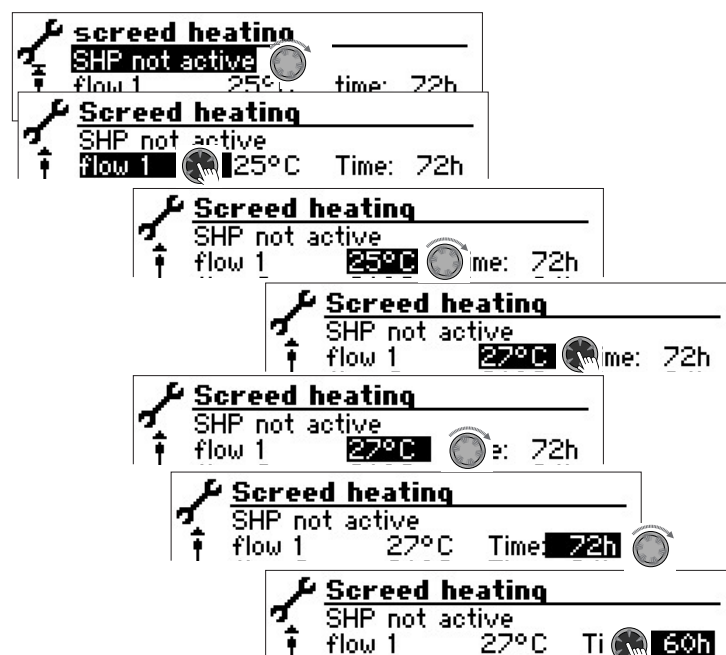 screed heating
SHP not active
flow 1 25° time: 72h
Screed heating
SHP not active
flow 1 25°C Time: 72h
Screed heating
SHP not active
flow 1 25°C me: 72h
Screed heating
SHP not active
flow 1 27°C ime: 72h
Screed heating
SHP not active
flow 1 27°C e: 72h
Screed heating
SHP not active
flow 1 27°C Time: 72h
Screed heating
SHP not active
flow 1 27°C Ti 60h